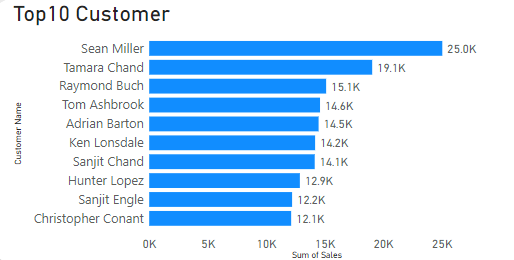 Top10 Customer
Customer Name
Sean Miller 25.0K
Tamara Chand 19.1K
Raymond Buch 15.1K
Tom Ashbrook 14.6K
Adrian Barton 14.5K
Ken Lonsdale 14.2K
Sanjit Chand 14.1K
Hunter Lopez 12.9K
Sanjit Engle 12.2K
Christopher Conant 12.1K
0K 5K 10K 15K 20K 25K
Sum of Sales